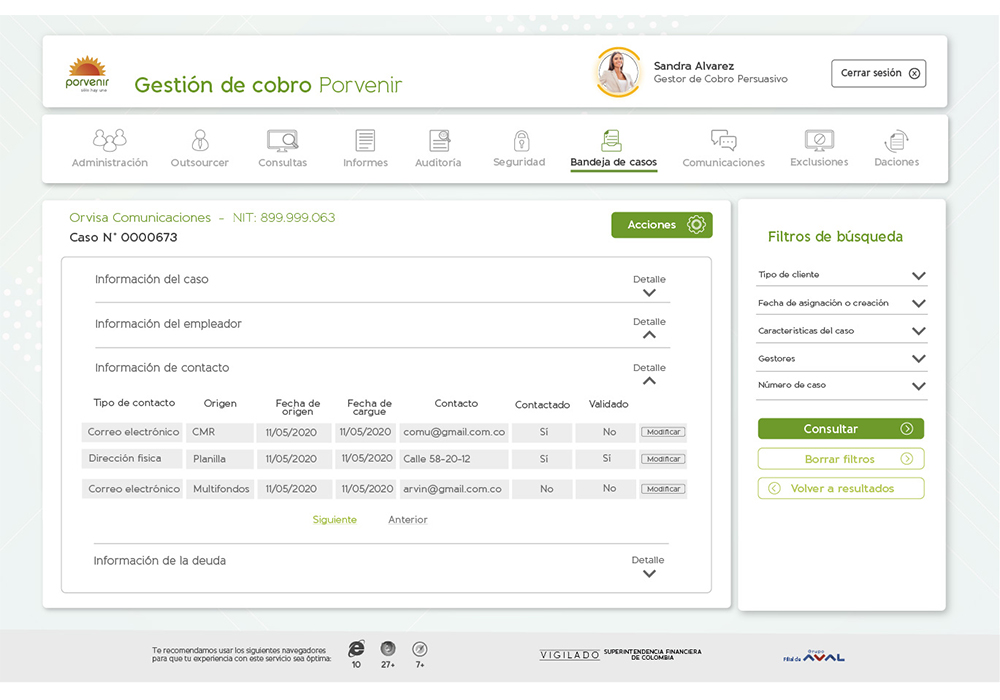 porvenir
Gestión de cobro Porvenir
Sandra Alvarez
Gestor de Cobro Persuasivo
Cerrar sesión
Administración
Outsourcer
Consultas
Informes
Auditoría
Seguridad
Bandeja de casos
Comunicaciones
Exclusiones
Daciones
Orvisa Comunicaciones - NIT: 899.999.063
Caso N° 0000673
Acciones
Información del caso Detalle
Información del empleador Detalle
Información de contacto Detalle
Tipo de contacto Origen Fecha de origen Fecha de cargue Contacto Contactado Validado
Correo electrónico CMR 11/05/2020 11/05/2020 comu@gmail.com.co Sí No Modificar
Dirección física Planilla 11/05/2020 11/05/2020 Calle 58-20-12 Sí Sí Modificar
Correo electrónico Multifondos 11/05/2020 11/05/2020 arvin@gmail.com.co No No Modificar
Siguiente Anterior
Información de la deuda Detalle
Filtros de búsqueda
Tipo de cliente
Fecha de asignación o creación
Características del caso
Gestores
Número de caso
Consultar
Borrar filtros
Volver a resultados
Te recomendamos usar los siguientes navegadores
para que tu experiencia con este servicio sea óptima:
10
27+
7+
VIGILADO SUPERINTENDENCIA FINANCIERA
DE COLOMBIA
Grupo
Filial de AVAL